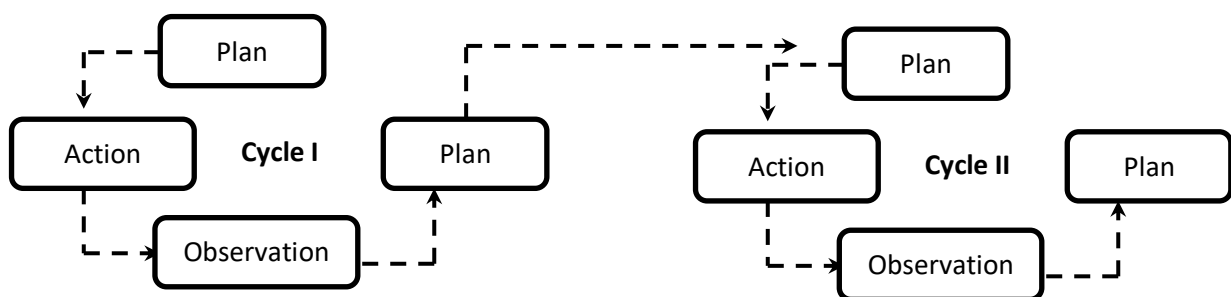 Plan
Action
Cycle I
Plan
Observation
Plan
Action
Cycle II
Plan
Observation